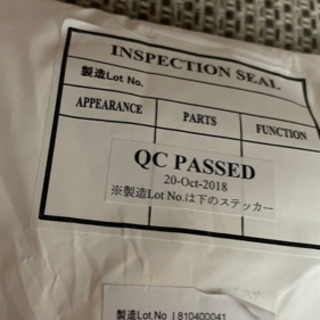 INSPECTION SEAL
製造Lot No.
APPEARANCE PARTS FUNCTION
QC PASSED
20-Oct-2018
※製造Lot No.は下のステッカー
製造Lot No | 810400041